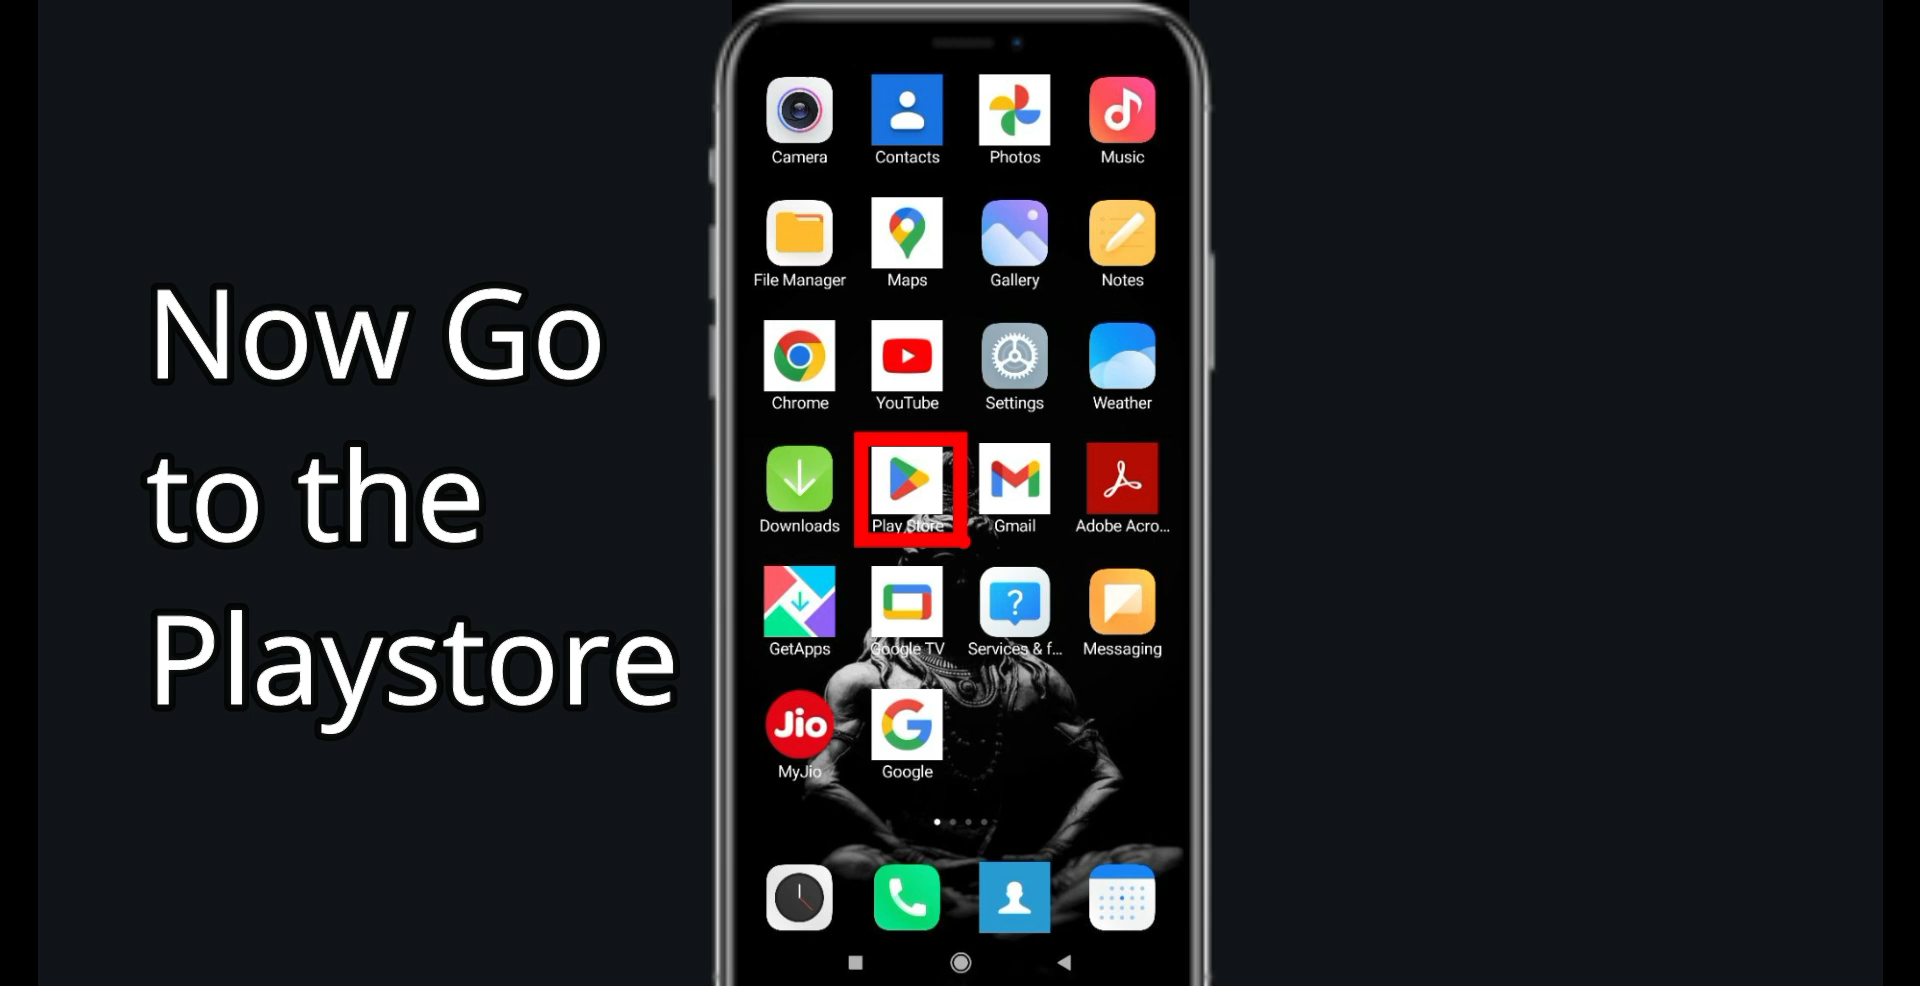 Now Go
to the
Playstore
Camera
Contacts
Photos
Music
File Manager
Maps
Gallery
Notes
Chrome
YouTube
Settings
Weather
Downloads
Play Store
Gmail
Adobe Acro...
GetApps
Google TV
Services & f...
Messaging
Jio
MyJio
Google